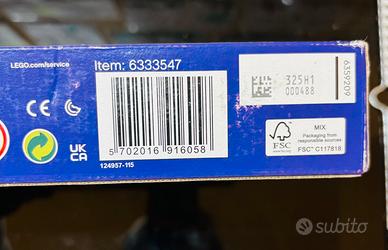 LEGO.com/service
Item: 6333547
325H1
000488
6359209
CE
UK
CA
5 702016 916058
124957-115
FSC
MIX
Packaging from
responsible sources
FSC™ C117818
subito